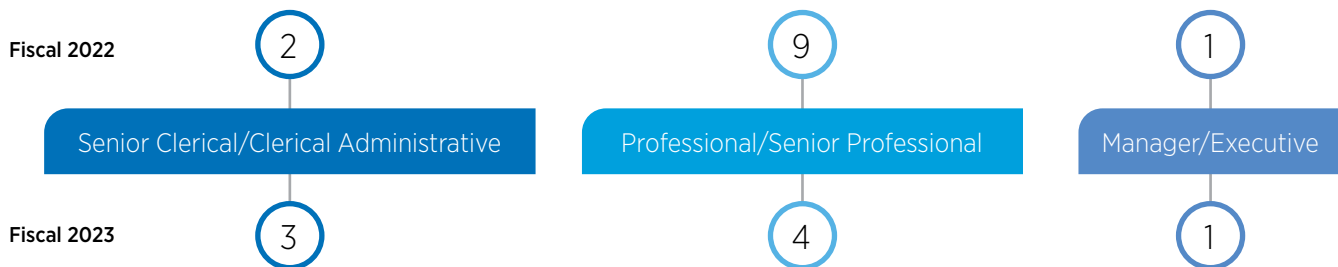 Fiscal 2022 2 9 1
Senior Clerical/Clerical Administrative Professional/Senior Professional Manager/Executive
Fiscal 2023 3 4 1